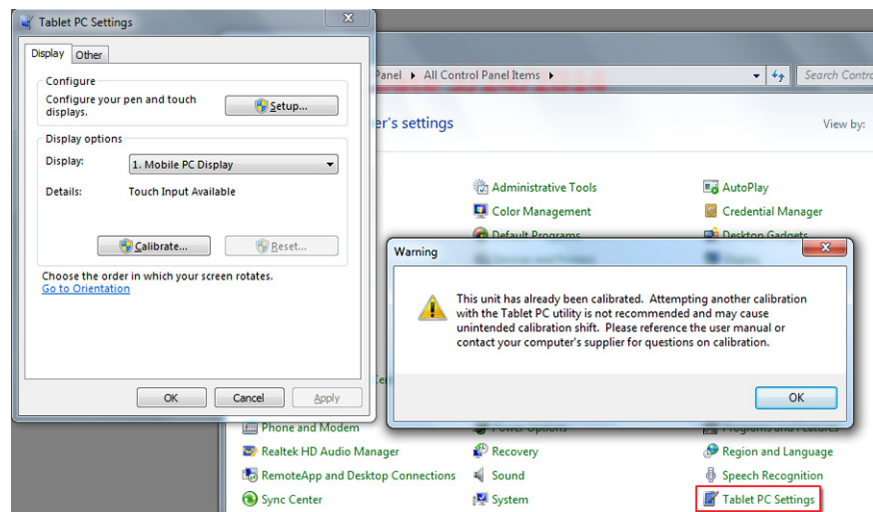 Tablet PC Settings
Display
Other
Configure
Configure your pen and touch
displays.
Setup...
Display options
Display:
1. Mobile PC Display
Details:
Touch Input Available
Calibrate...
Reset...
Choose the order in which your screen rotates.
Go to Orientation
OK
Cancel
Apply
Panel ▸ All Control Panel Items ▸
Search Contro
er's settings
View by:
Administrative Tools
AutoPlay
Color Management
Credential Manager
Default Programs
Desktop Gadgets
Warning
This unit has already been calibrated. Attempting another calibration
with the Tablet PC utility is not recommended and may cause
unintended calibration shift. Please reference the user manual or
contact your computer's supplier for questions on calibration.
OK
Phone and Modem
Power Options
Programs and Features
Realtek HD Audio Manager
Recovery
Region and Language
RemoteApp and Desktop Connections
Sound
Speech Recognition
Sync Center
System
Tablet PC Settings